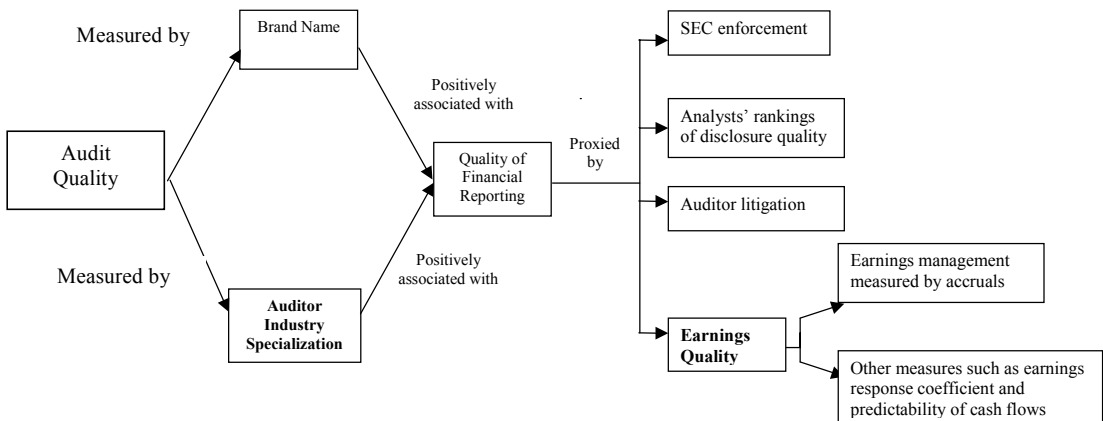 Measured by
Brand Name
SEC enforcement
Positively
associated with
Analysts’ rankings
of disclosure quality
Audit
Quality
Quality of
Financial
Reporting
Proxied
by
Auditor litigation
Measured by
Positively
associated with
Auditor
Industry
Specialization
Earnings management
measured by accruals
Earnings
Quality
Other measures such as earnings
response coefficient and
predictability of cash flows